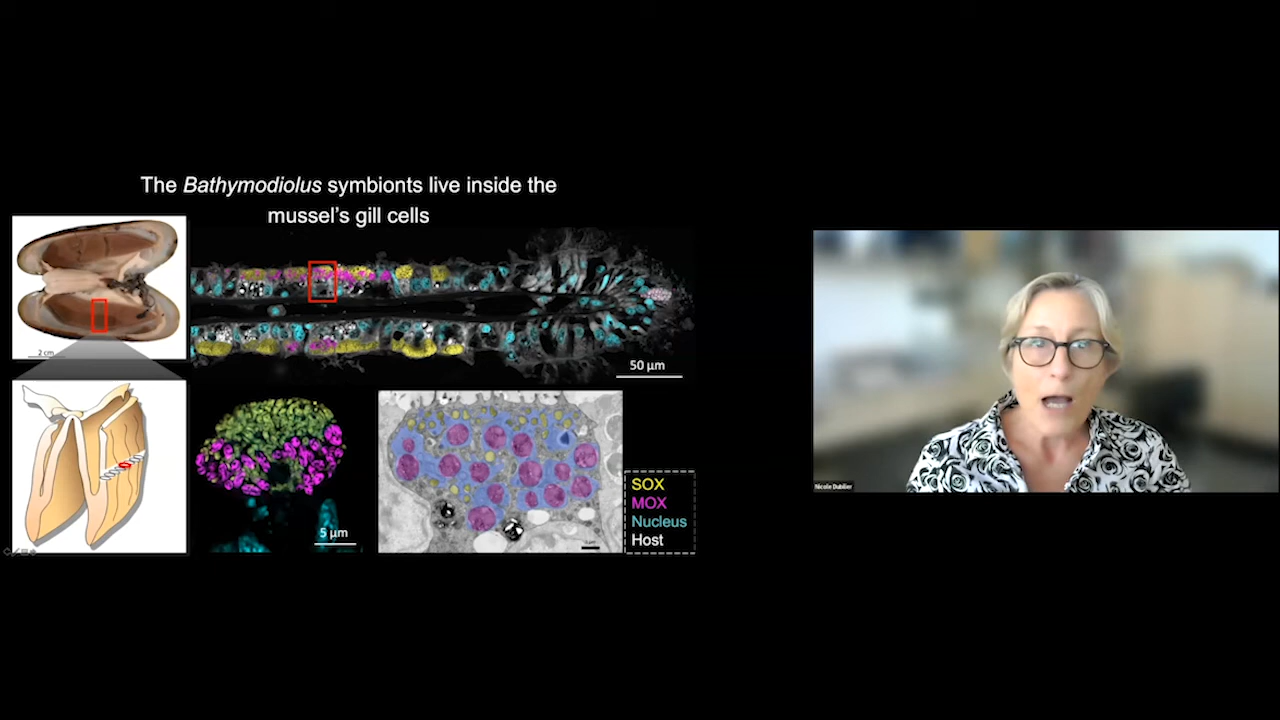 The Bathymodiolus symbionts live inside the
mussel's gill cells
2 cm
50 µm
5 µm
SOX
MOX
Nucleus
Host
Nicole Dubilier